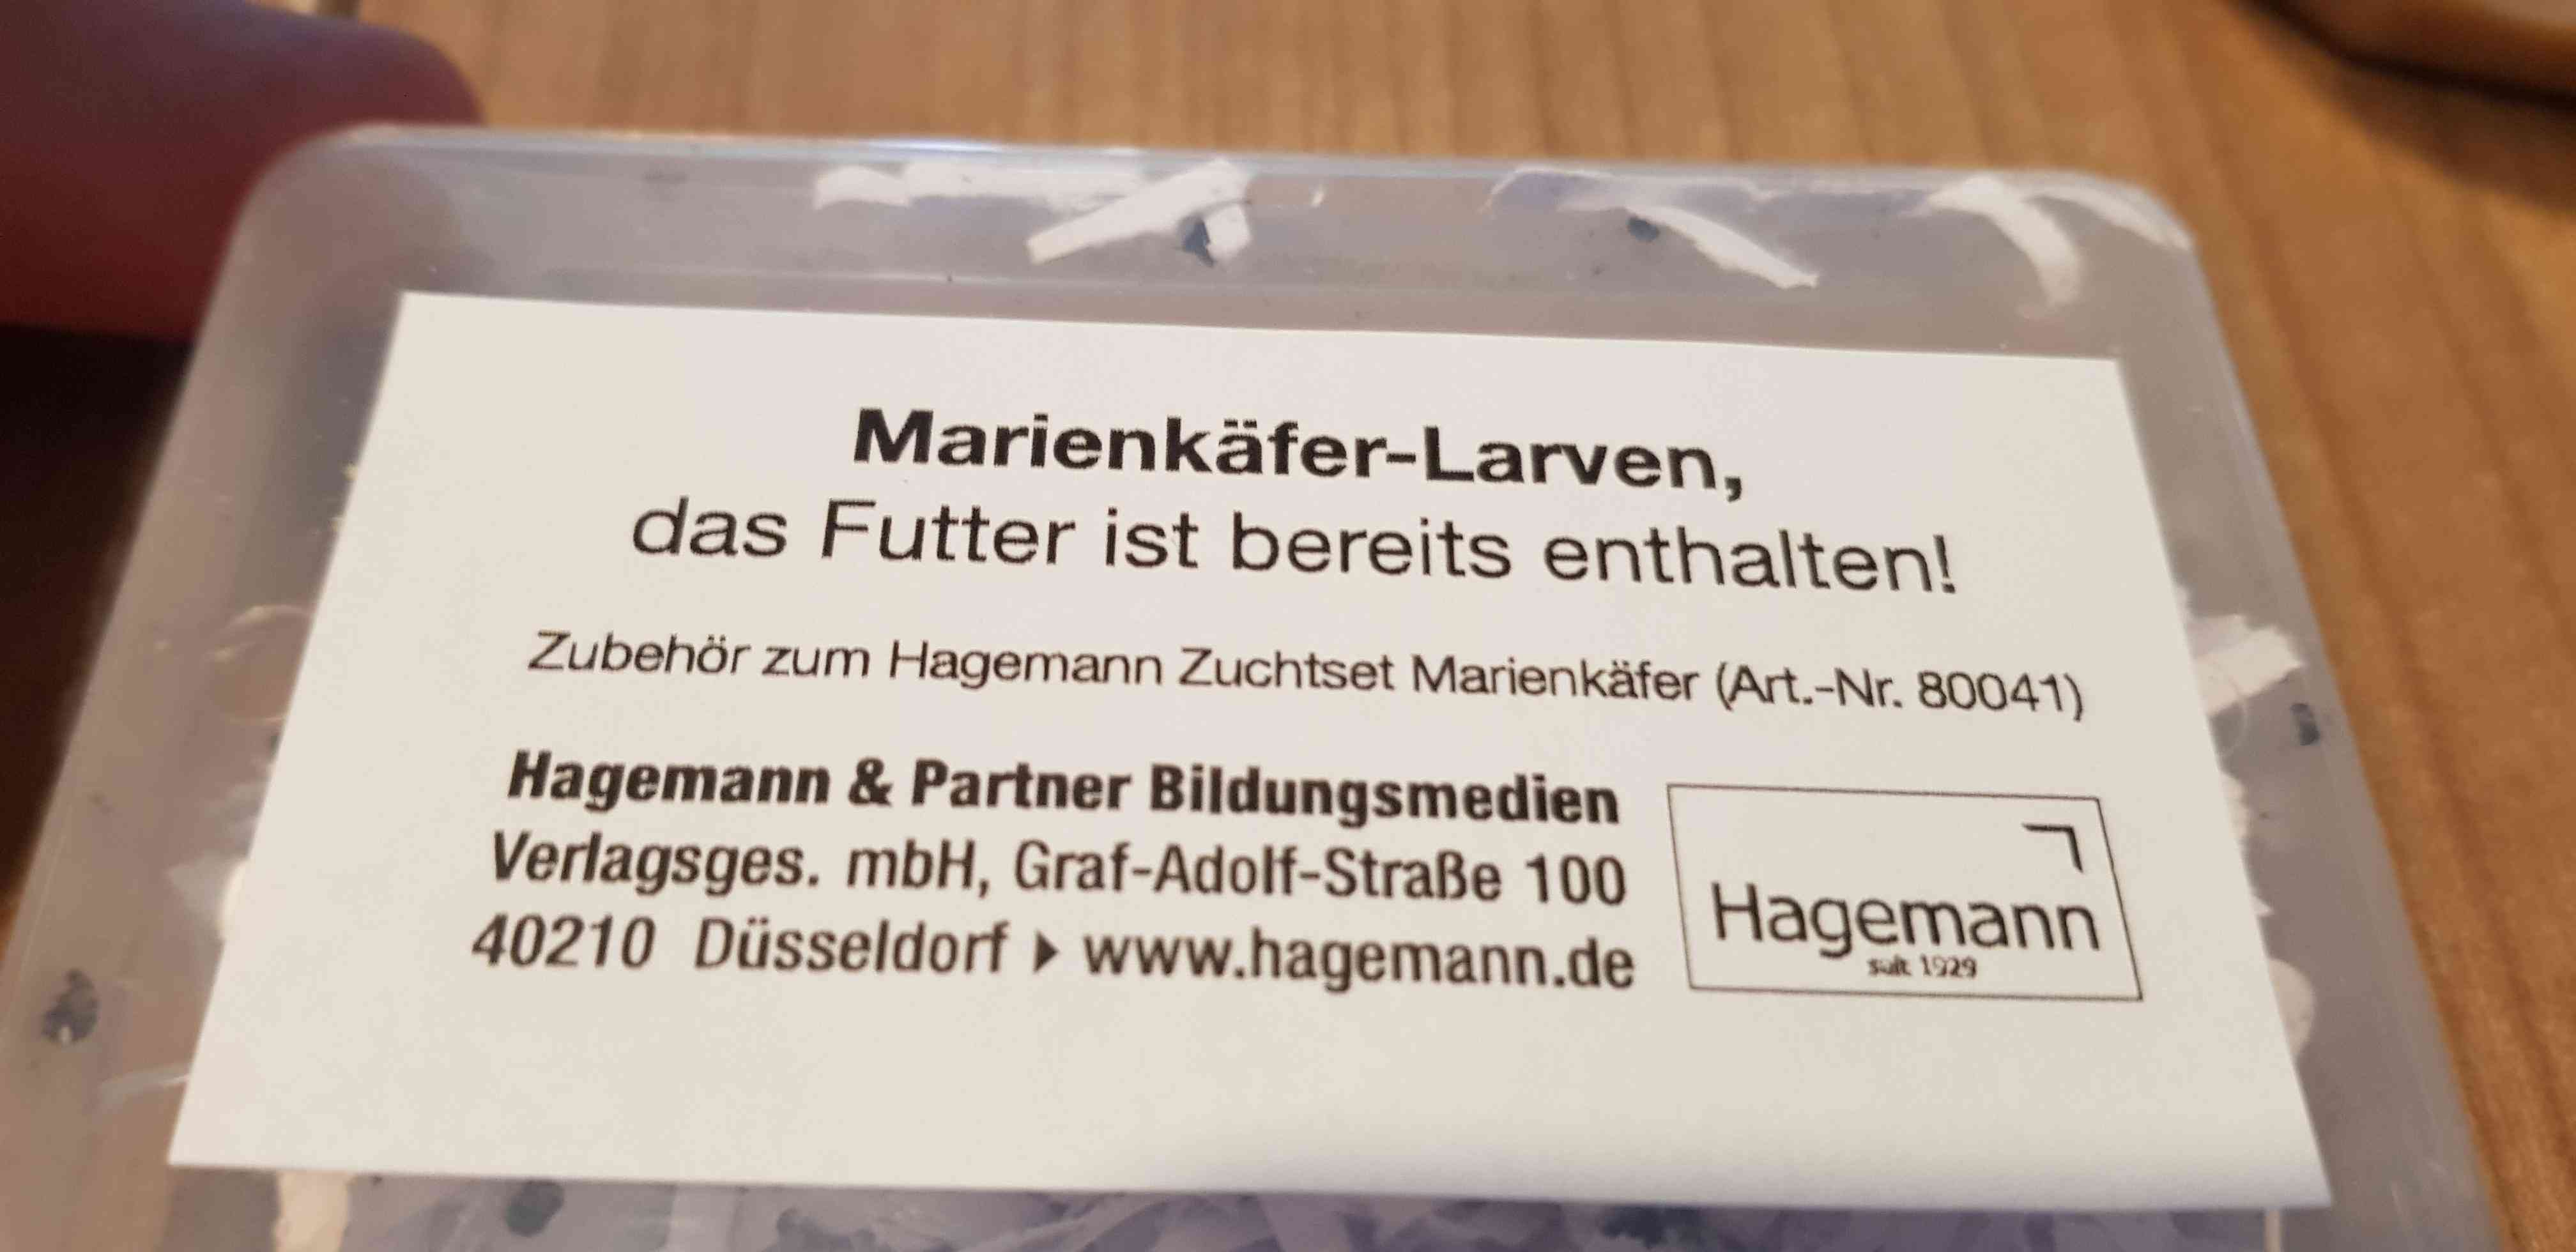 Marienkäfer-Larven,
das Futter ist bereits enthalten!
Zubehör zum Hagemann Zuchtset Marienkäfer (Art.-Nr. 80041)
Hagemann & Partner Bildungsmedien
Verlagsges. mbH, Graf-Adolf-Straße 100
40210 Düsseldorf ▸ www.hagemann.de
Hagemann
seit 1929